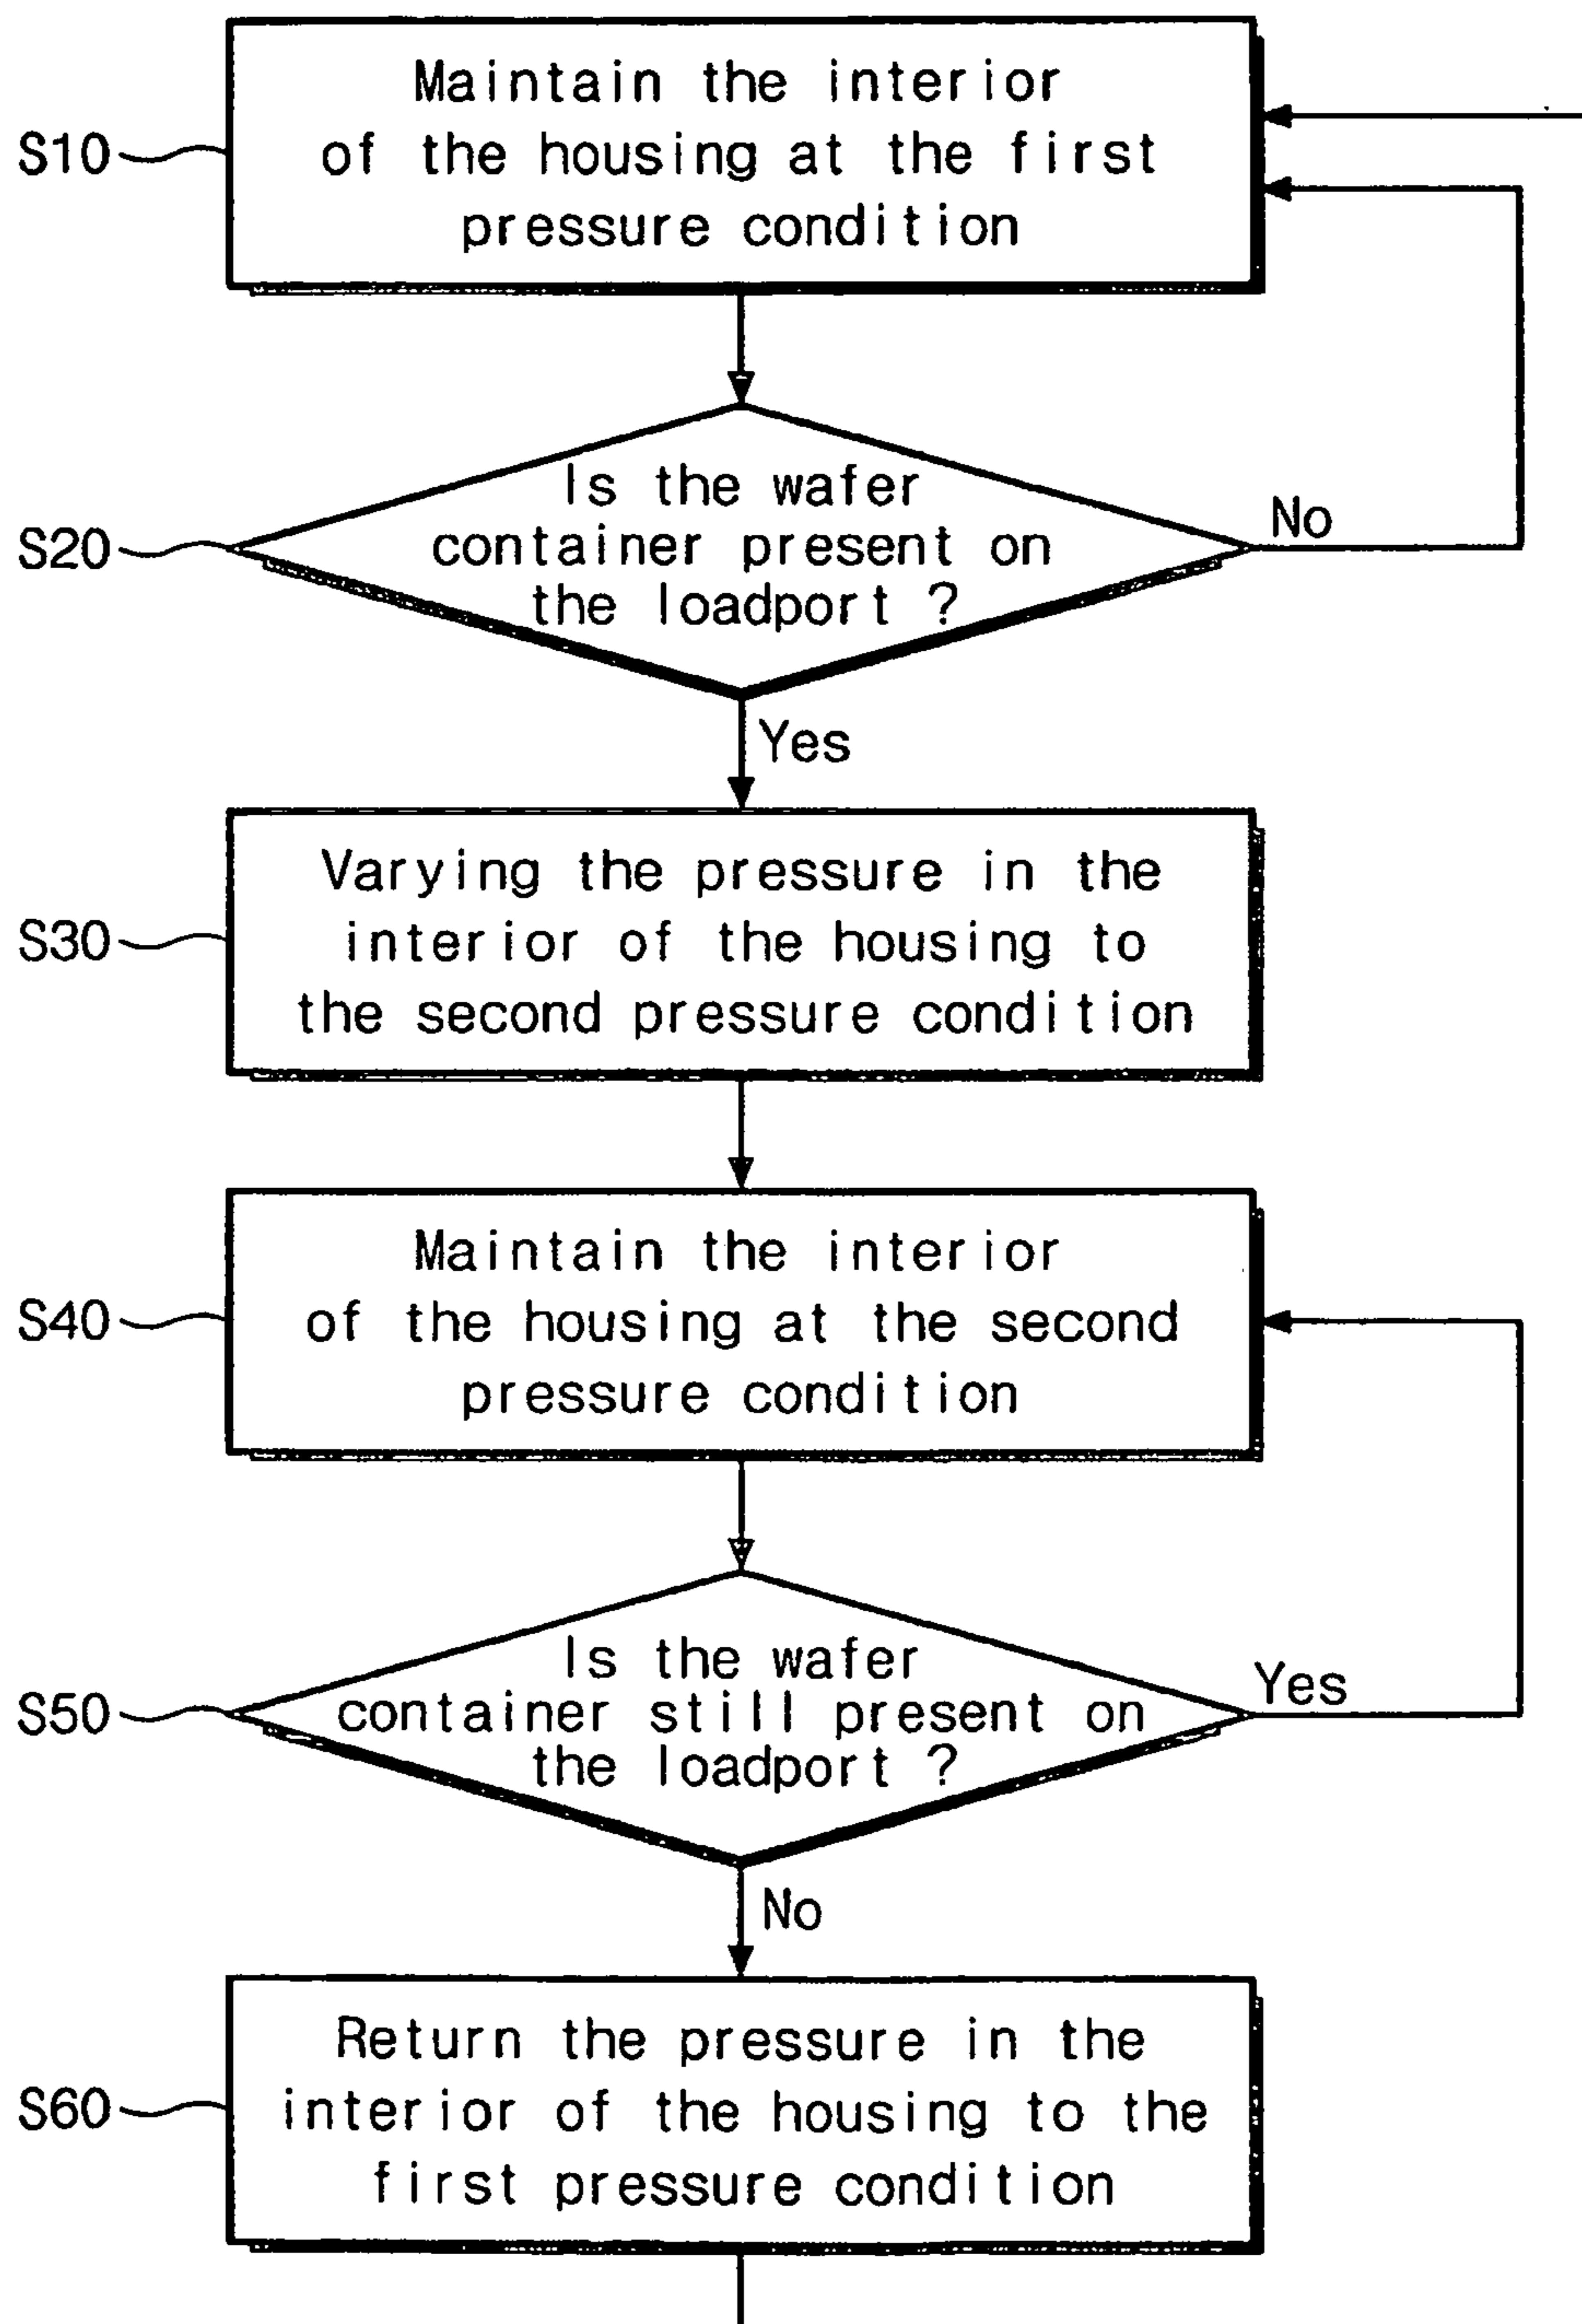 Maintain the interior
S10
of the housing at the first
pressure condition
Is the wafer
No
S20
container present on
the loadport ?
Yes
Varying the pressure in the
S30
interior of the housing to
the second pressure condition
Maintain the interior
S40
of the housing at the second
pressure condition
Is the wafer
Yes
S50
container still present on
the loadport ?
No
Return the pressure in the
S60
interior of the housing to the
first pressure condition